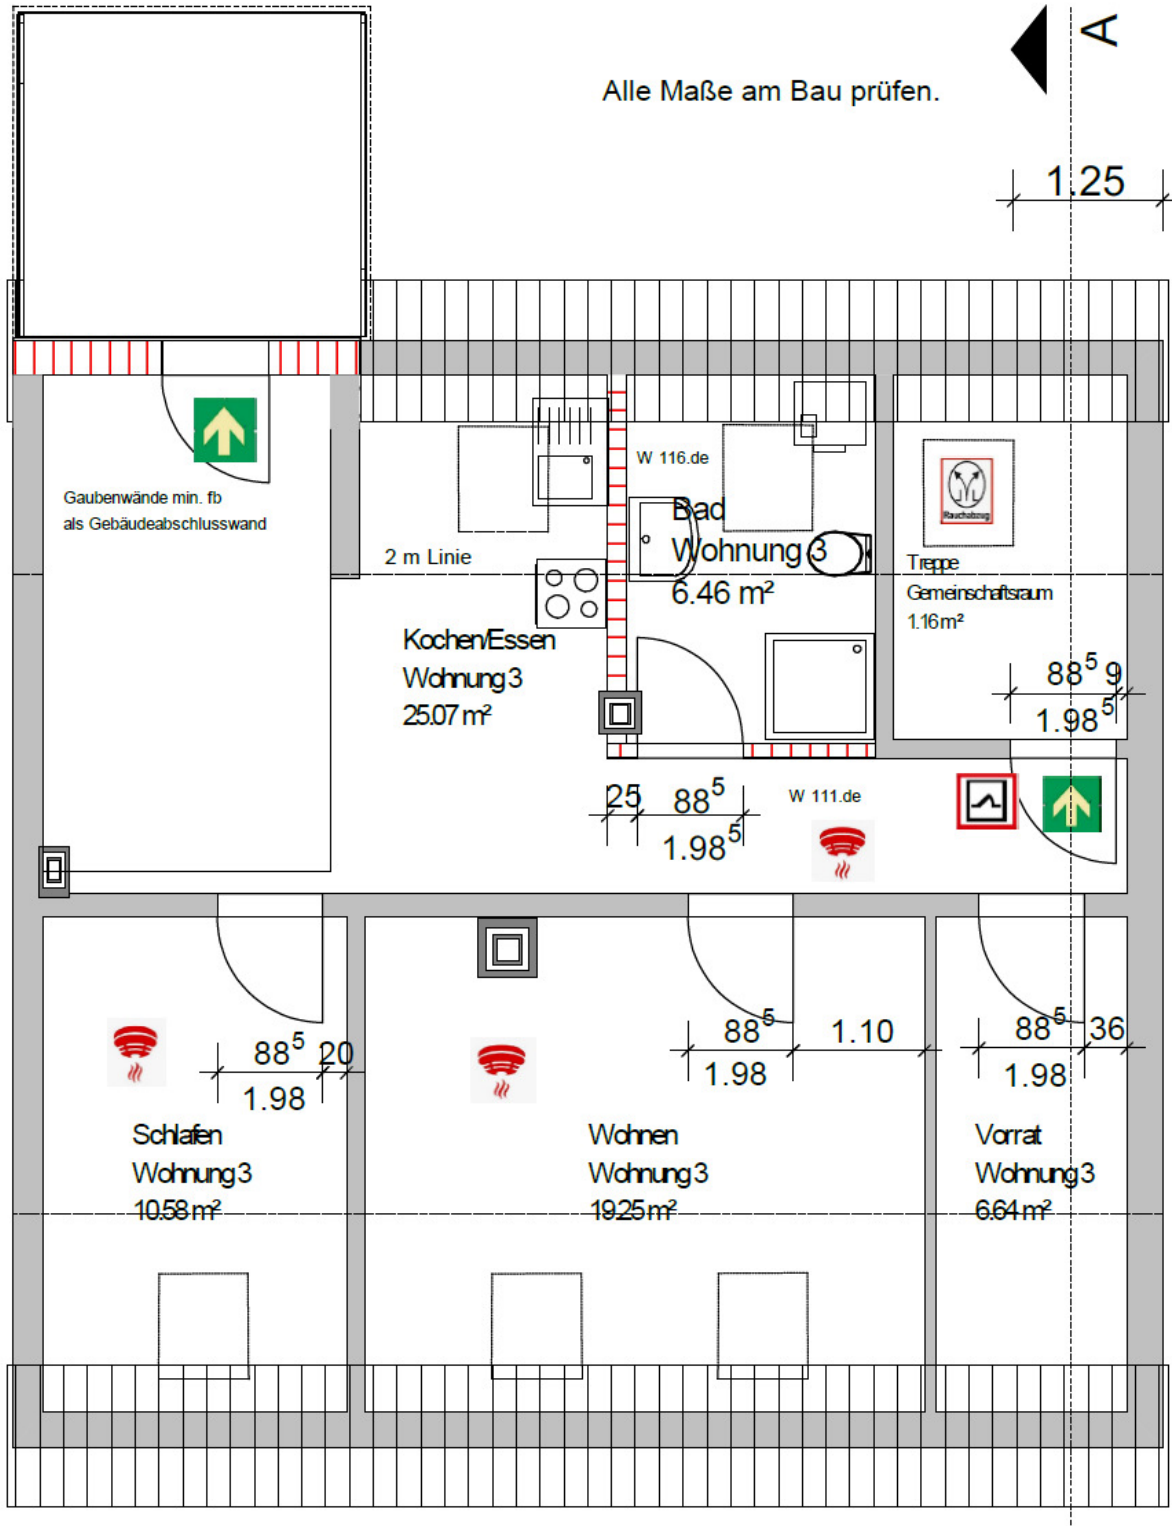 A
Alle Maße am Bau prüfen.
1.25
W 116.de
Gaubenwände min. fb
als Gebäudeabschlusswand
Bad
Wohnung 3
6.46 m²
Rauchabzug
2 m Linie
Treppe
Gemeinschaftsraum
1.16 m²
Kochen/Essen
Wohnung 3
25.07 m²
88⁵ 9
1.98⁵
25 88⁵
1.98⁵
W 111.de
88⁵ 20
1.98
88⁵ 1.10
1.98
88⁵ 36
1.98
Schlafen
Wohnung 3
10.58 m²
Wohnen
Wohnung 3
19.25 m²
Vorrat
Wohnung 3
6.64 m²